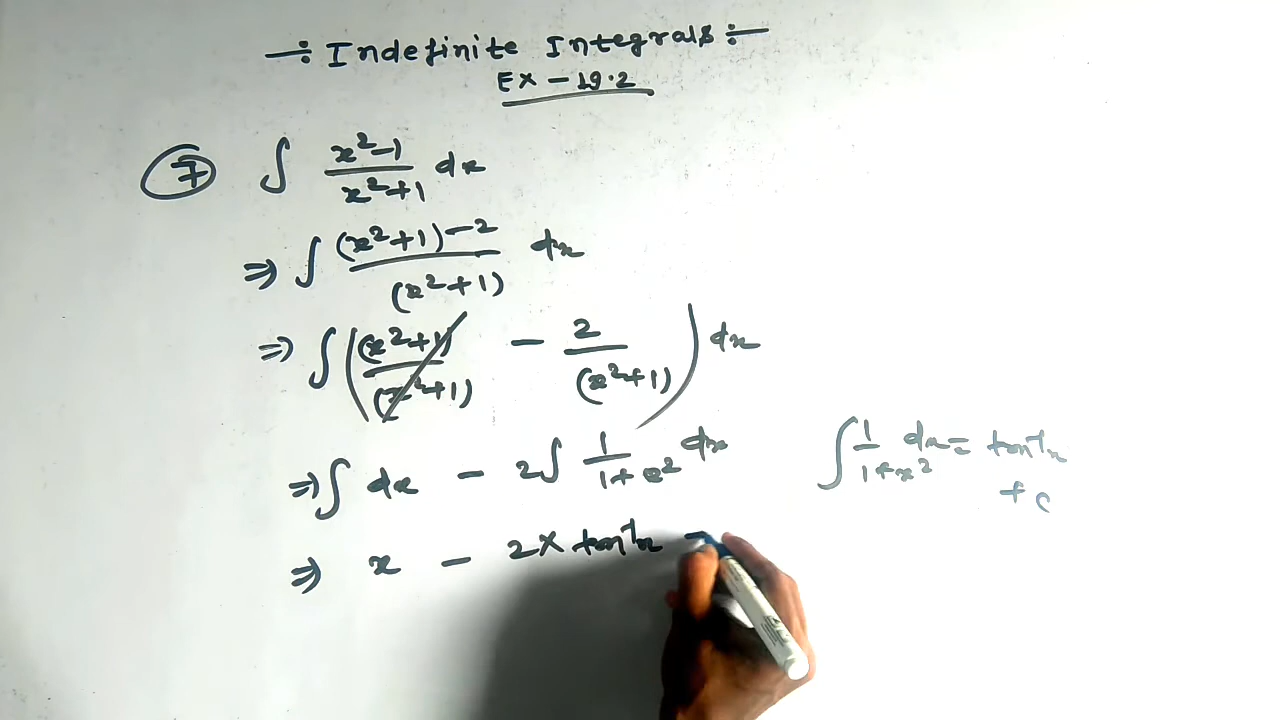 ÷ Indefinite Integrals ÷
EX – 19.2
⑦ ∫ (x²-1)/(x²+1) dx
⇒ ∫ ((x²+1)-2)/(x²+1) dx
⇒ ∫ ((x²+1)/(x²+1) - 2/(x²+1)) dx
⇒ ∫ dx - 2∫ 1/(1+x²) dx
∫ 1/(1+x²) dx = tan⁻¹x
+ c
⇒ x - 2× tan⁻¹x